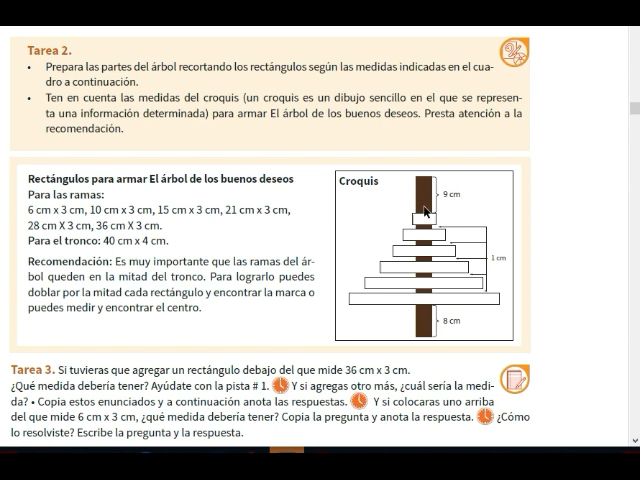 Tarea 2.
• Prepara las partes del árbol recortando los rectángulos según las medidas indicadas en el cua-
dro a continuación.
• Ten en cuenta las medidas del croquis (un croquis es un dibujo sencillo en el que se represen-
ta una información determinada) para armar El árbol de los buenos deseos. Presta atención a la
recomendación.
Rectángulos para armar El árbol de los buenos deseos
Para las ramas:
6 cm x 3 cm, 10 cm x 3 cm, 15 cm x 3 cm, 21 cm x 3 cm,
28 cm X 3 cm, 36 cm X 3 cm.
Para el tronco: 40 cm x 4 cm.
Recomendación: Es muy importante que las ramas del ár-
bol queden en la mitad del tronco. Para lograrlo puedes
doblar por la mitad cada rectángulo y encontrar la marca o
puedes medir y encontrar el centro.
Croquis
9 cm
1 cm
8 cm
Tarea 3. Si tuvieras que agregar un rectángulo debajo del que mide 36 cm x 3 cm.
¿Qué medida debería tener? Ayúdate con la pista # 1. Y si agregas otro más, ¿cuál sería la medi-
da? • Copia estos enunciados y a continuación anota las respuestas. Y si colocaras uno arriba
del que mide 6 cm x 3 cm, ¿qué medida debería tener? Copia la pregunta y anota la respuesta. ¿Cómo
lo resolviste? Escribe la pregunta y la respuesta.